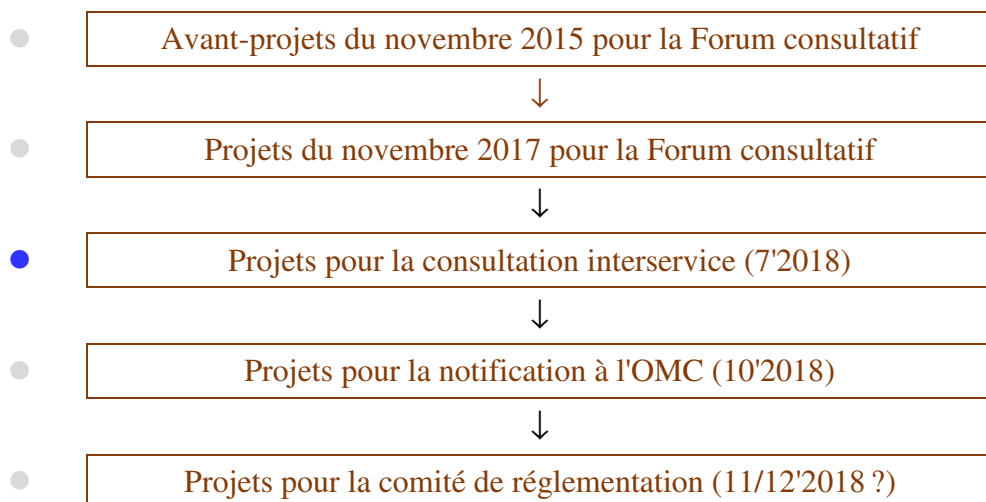 Avant-projets du novembre 2015 pour la Forum consultatif
Projets du novembre 2017 pour la Forum consultatif
Projets pour la consultation interservice (7'2018)
Projets pour la notification à l'OMC (10'2018)
Projets pour la comité de réglementation (11/12'2018 ?)